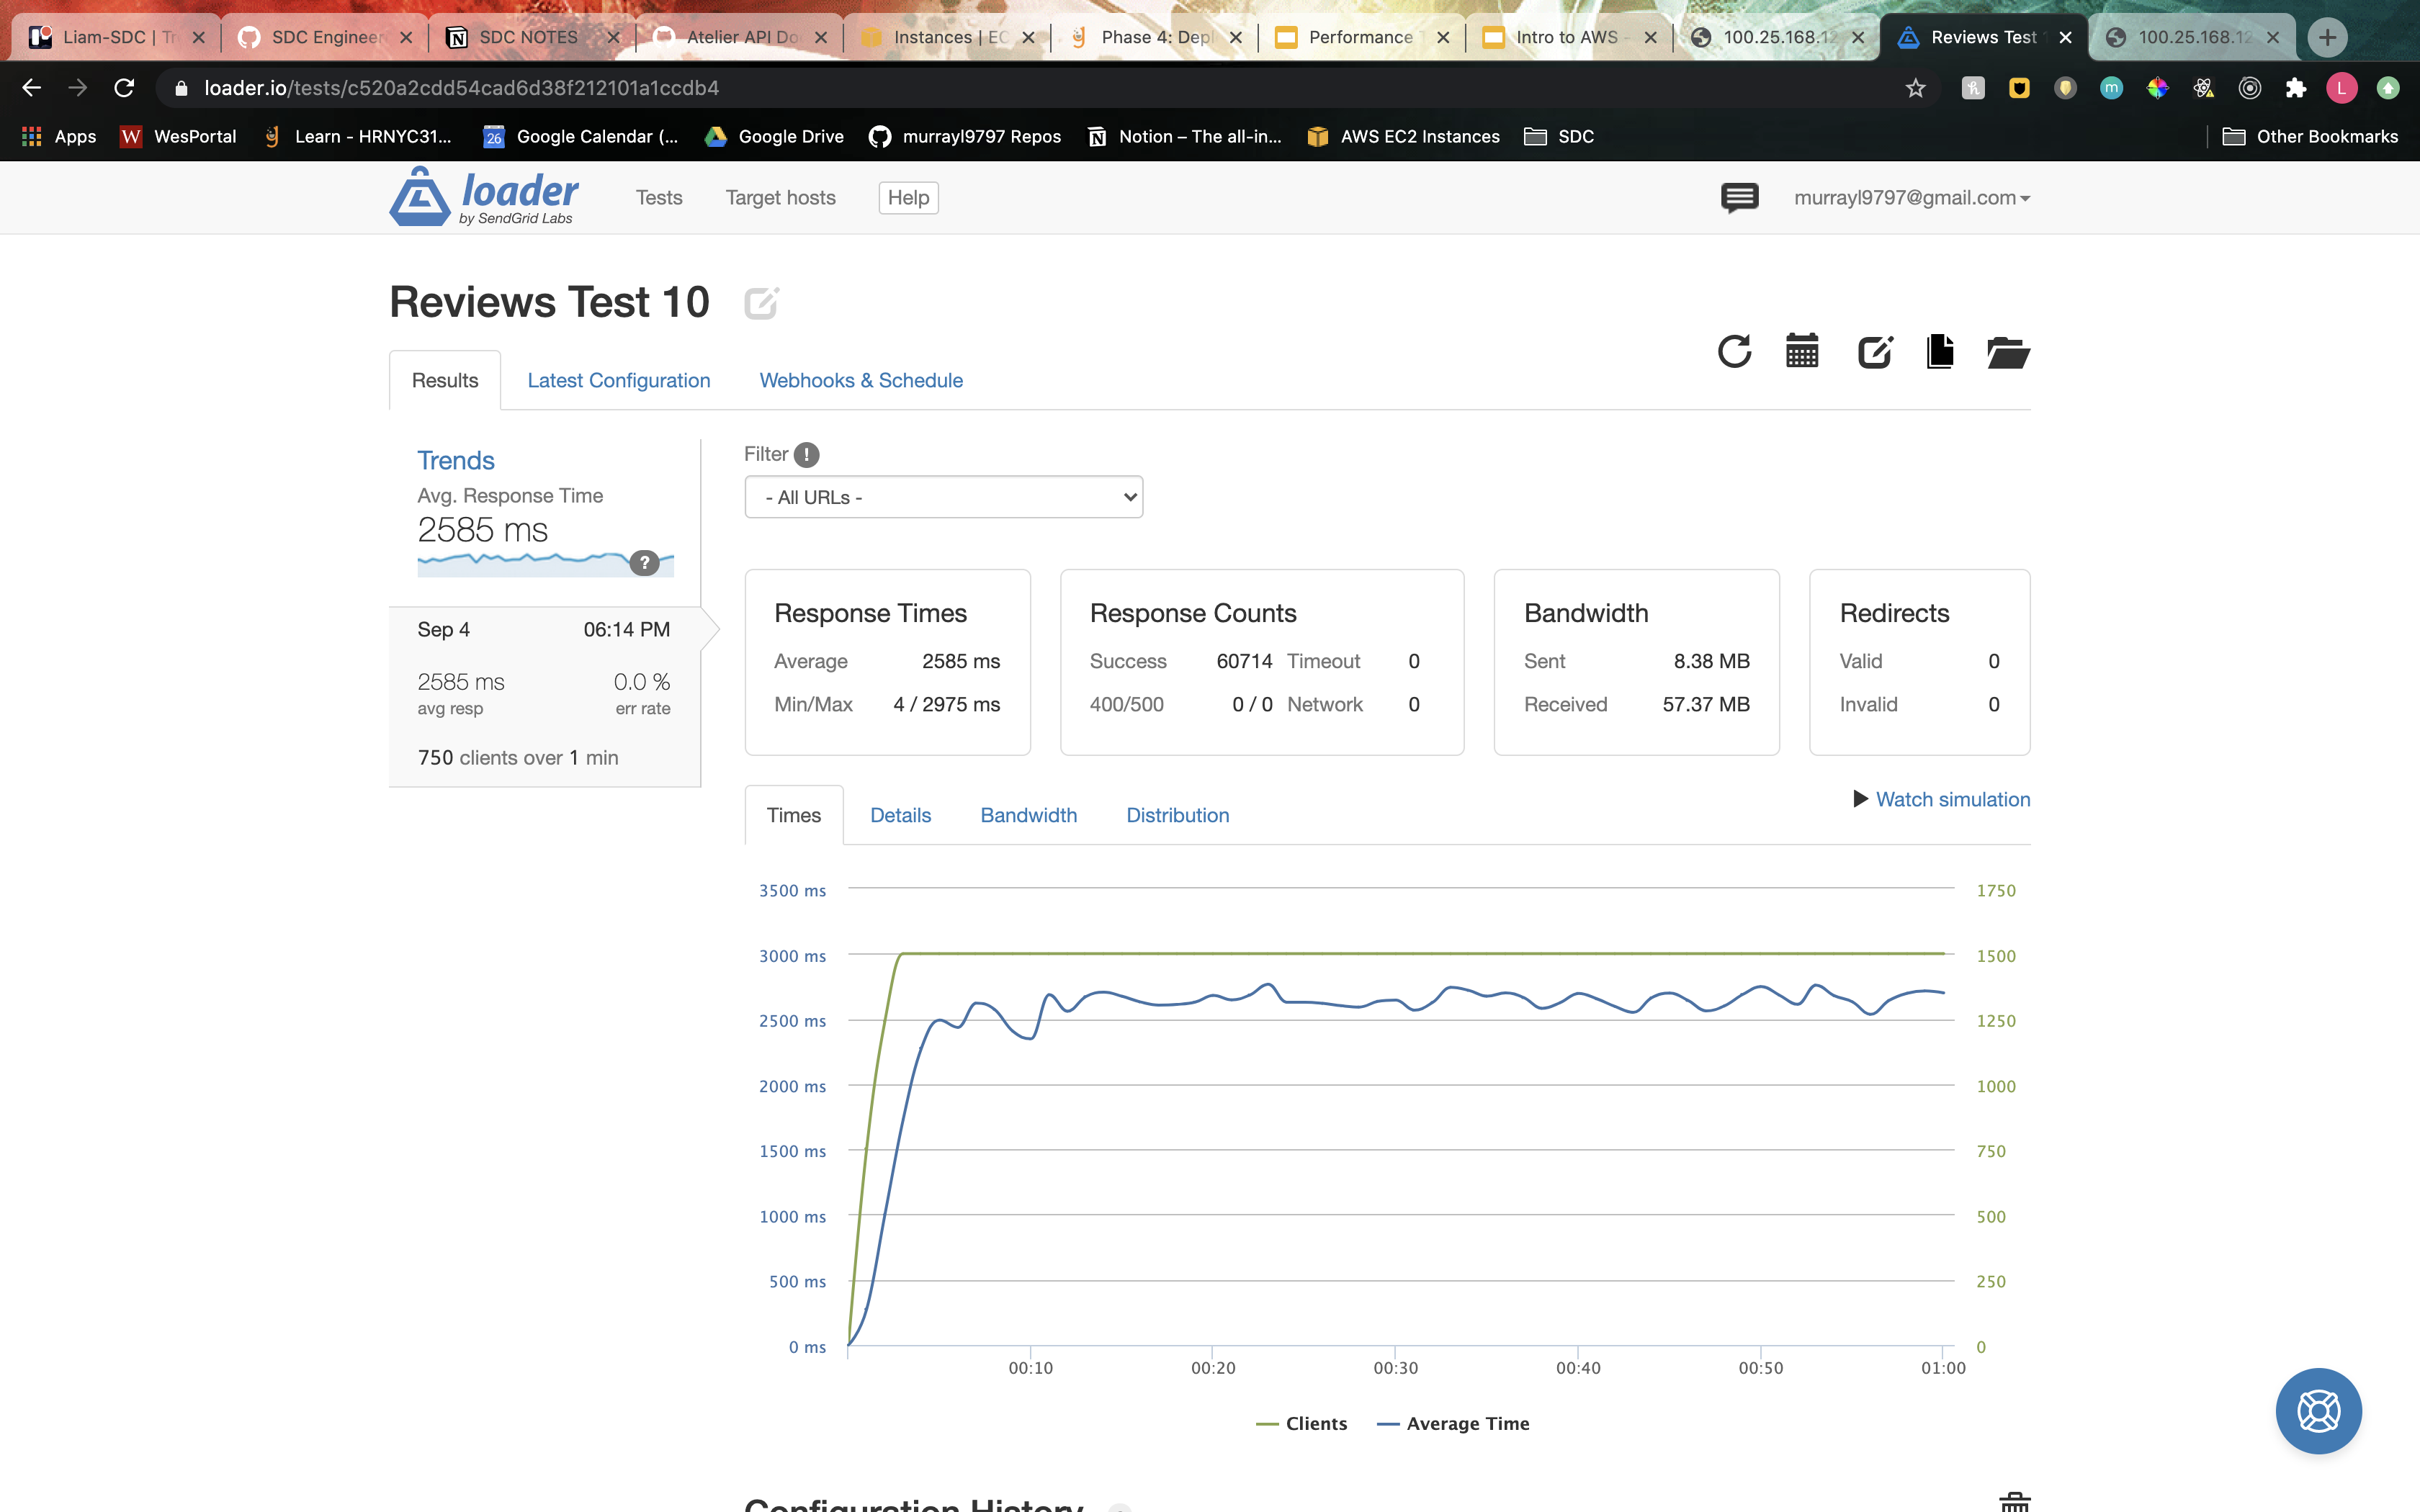 Liam-SDC | Tr
SDC Engineer
SDC NOTES
Atelier API Do
Instances | EC
Phase 4: Depl
Performance T
Intro to AWS -
100.25.168.12
Reviews Test
100.25.168.12
loader.io/tests/c520a2cdd54cad6d38f212101a1ccdb4
Apps
WesPortal
Learn - HRNYC31...
26
Google Calendar (...
Google Drive
murrayl9797 Repos
Notion – The all-in...
AWS EC2 Instances
SDC
Other Bookmarks
loader
by SendGrid Labs
Tests
Target hosts
Help
murrayl9797@gmail.com
Reviews Test 10
Results
Latest Configuration
Webhooks & Schedule
Trends
Avg. Response Time
2585 ms
?
Sep 4 06:14 PM
2585 ms 0.0 %
avg resp err rate
750 clients over 1 min
Filter !
- All URLs -
Response Times
Average 2585 ms
Min/Max 4 / 2975 ms
Response Counts
Success 60714 Timeout 0
400/500 0 / 0 Network 0
Bandwidth
Sent 8.38 MB
Received 57.37 MB
Redirects
Valid 0
Invalid 0
Watch simulation
Times
Details
Bandwidth
Distribution
3500 ms 1750
3000 ms 1500
2500 ms 1250
2000 ms 1000
1500 ms 750
1000 ms 500
500 ms 250
0 ms 0
00:10 00:20 00:30 00:40 00:50 01:00
Clients
Average Time
Configuration History